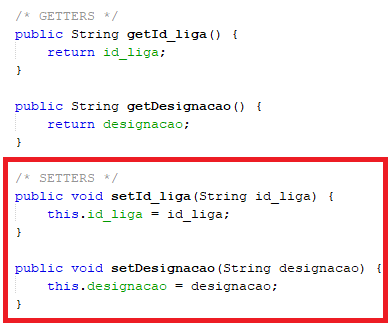 /* GETTERS */
public String getId_liga() {
    return id_liga;
}

public String getDesignacao() {
    return designacao;
}

/* SETTERS */
public void setId_liga(String id_liga) {
    this.id_liga = id_liga;
}

public void setDesignacao(String designacao) {
    this.designacao = designacao;
}